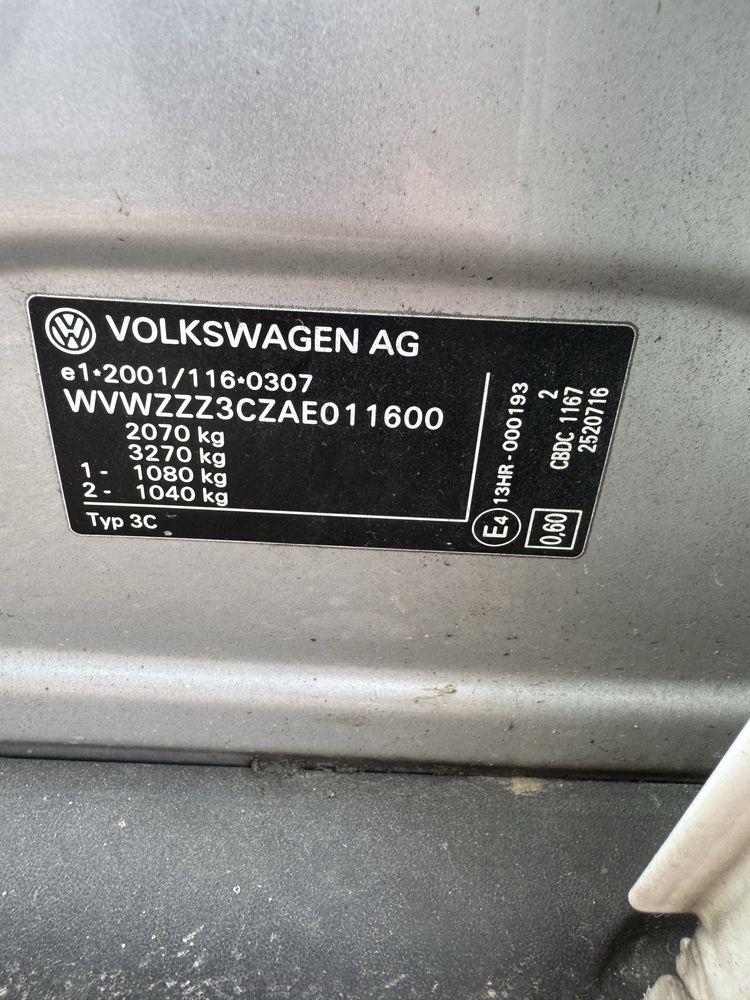 VOLKSWAGEN AG
e1*2001/116*0307
WVWZZZ3CZAE011600
2070 kg
3270 kg
1- 1080 kg
2- 1040 kg
Typ 3C
E4 13HR-000193
2
CBDC 1167
2520716
0,60